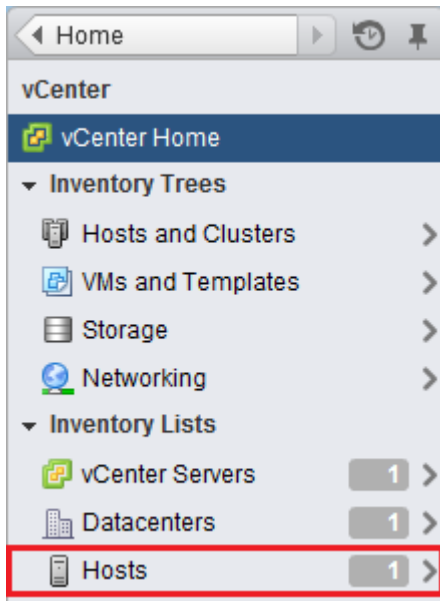 Home
vCenter
vCenter Home
Inventory Trees
Hosts and Clusters
VMs and Templates
Storage
Networking
Inventory Lists
vCenter Servers 1
Datacenters 1
Hosts 1